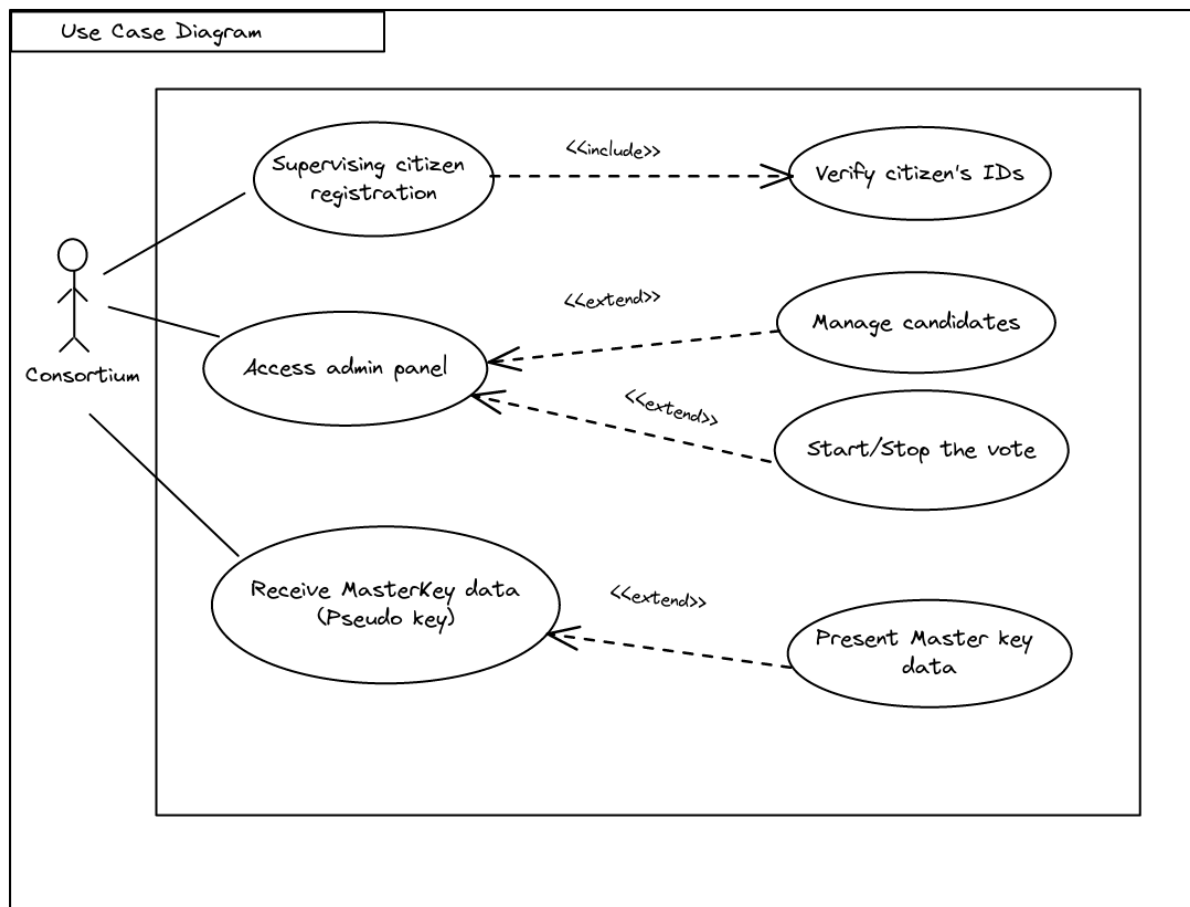 Use Case Diagram
Supervising citizen
registration
<<include>>
Verify citizen's IDs
Consortium
Access admin panel
<<extend>>
Manage candidates
<<extend>>
Start/Stop the vote
Receive MasterKey data
(Pseudo key)
<<extend>>
Present Master key
data